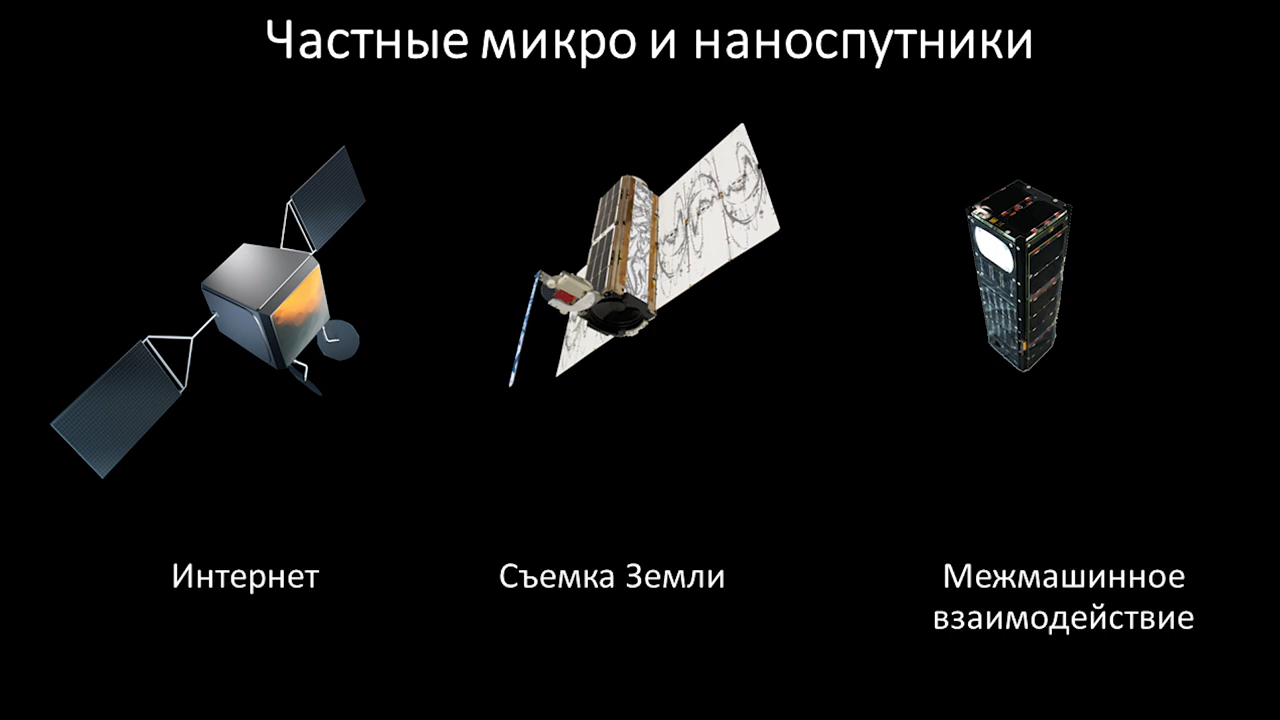 Частные микро и наноспутники
Интернет
Съемка Земли
Межмашинное
взаимодействие